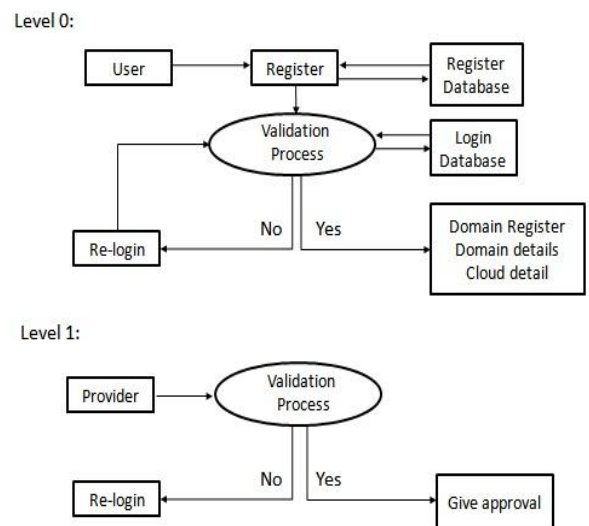 Level 0:
User
Register
Register
Database
Validation
Process
Login
Database
No
Yes
Re-login
Domain Register
Domain details
Cloud detail
Level 1:
Provider
Validation
Process
No
Yes
Re-login
Give approval